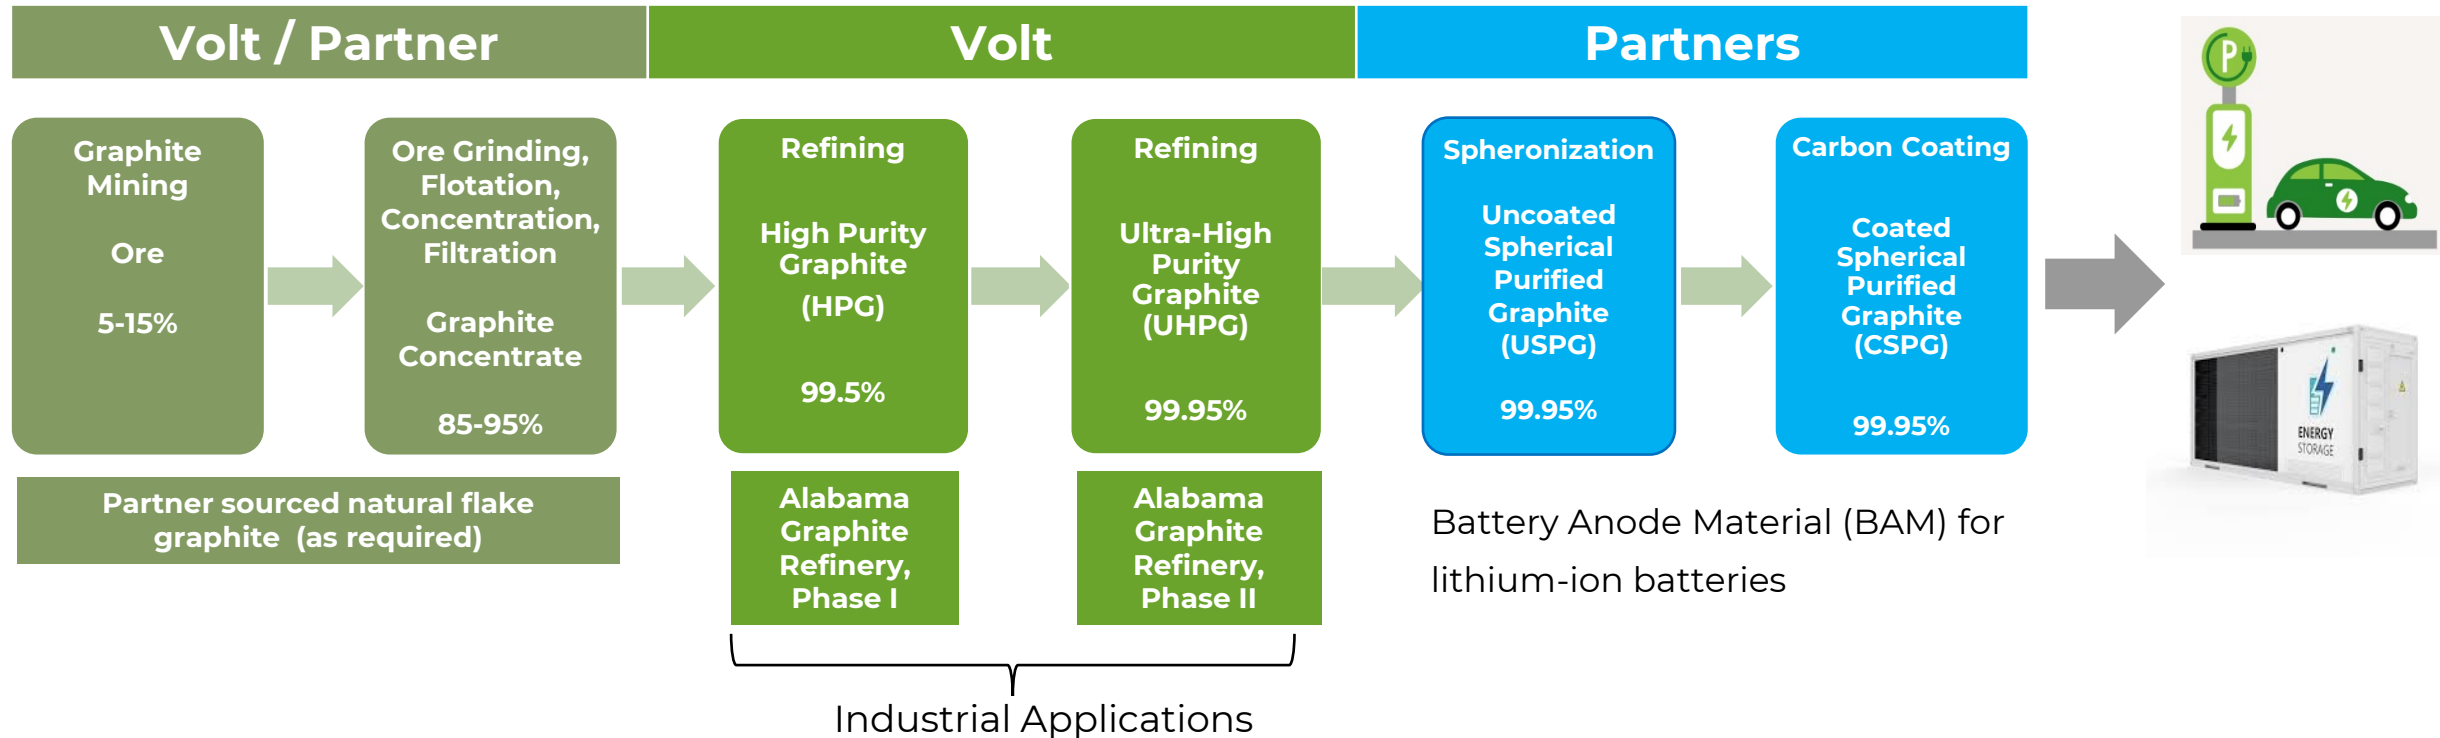 Volt / Partner
Volt
Partners
Graphite
Mining
Ore
5-15%
Ore Grinding,
Flotation,
Concentration,
Filtration
Graphite
Concentrate
85-95%
Refining
High Purity
Graphite
(HPG)
99.5%
Refining
Ultra-High
Purity
Graphite
(UHPG)
99.95%
Spheronization
Uncoated
Spherical
Purified
Graphite
(USPG)
99.95%
Carbon Coating
Coated
Spherical
Purified
Graphite
(CSPG)
99.95%
P
ENERGY
STORAGE
Partner sourced natural flake
graphite (as required)
Alabama
Graphite
Refinery,
Phase I
Alabama
Graphite
Refinery,
Phase II
Battery Anode Material (BAM) for
lithium-ion batteries
Industrial Applications